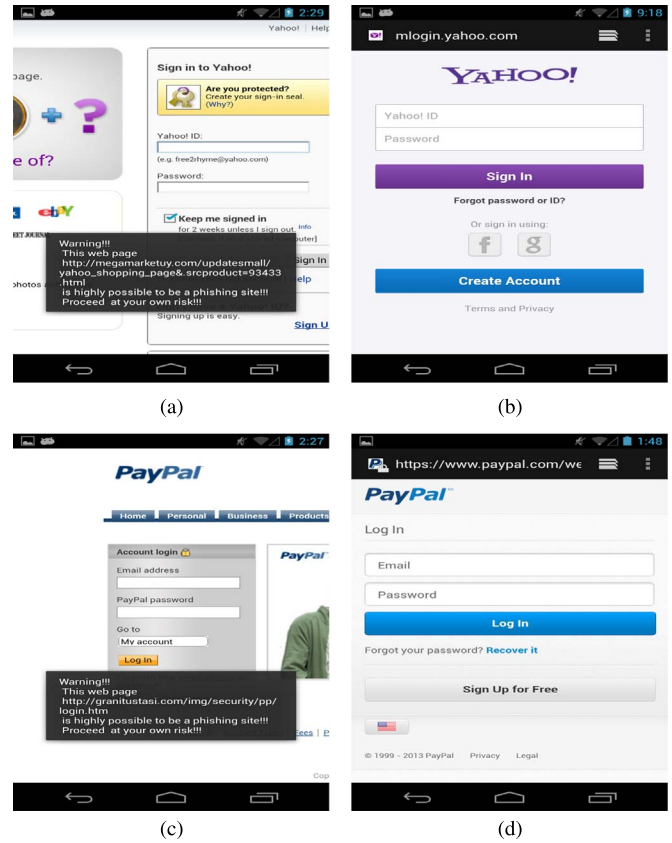 2:29
Yahoo! | Help
page.
Sign in to Yahoo!
Are you protected?
Create your sign-in seal.
(Why?)
+ ?
e of?
Yahoo! ID:
(e.g. free2rhyme@yahoo.com)
Password:
ebY
EET JOURNAL
Keep me signed in
for 2 weeks unless I sign out. Info
Sign In
photos
Help
Warning!!!
This web page
http://megamarketuy.com/updatesmall/
yahoo_shopping_page&.srcproduct=93433
.html
is highly possible to be a phishing site!!!
Proceed at your own risk!!!
Signing up is easy.
Sign U
(a)
9:18
Y! mlogin.yahoo.com
YAHOO!
Yahoo! ID
Password
Sign In
Forgot password or ID?
Or sign in using:
f g
Create Account
Terms and Privacy
(b)
2:27
PayPal
Home Personal Business Products
Account login
Email address
PayPal password
Go to
My account
Log In
PayPal
Warning!!!
This web page
http://granitustasi.com/img/security/pp/
login.htm
is highly possible to be a phishing site!!!
Proceed at your own risk!!!
Fees | P
Cop
(c)
1:48
https://www.paypal.com/we
PayPal™
Log In
Email
Password
Log In
Forgot your password? Recover it
Sign Up for Free
© 1999 - 2013 PayPal Privacy Legal
(d)